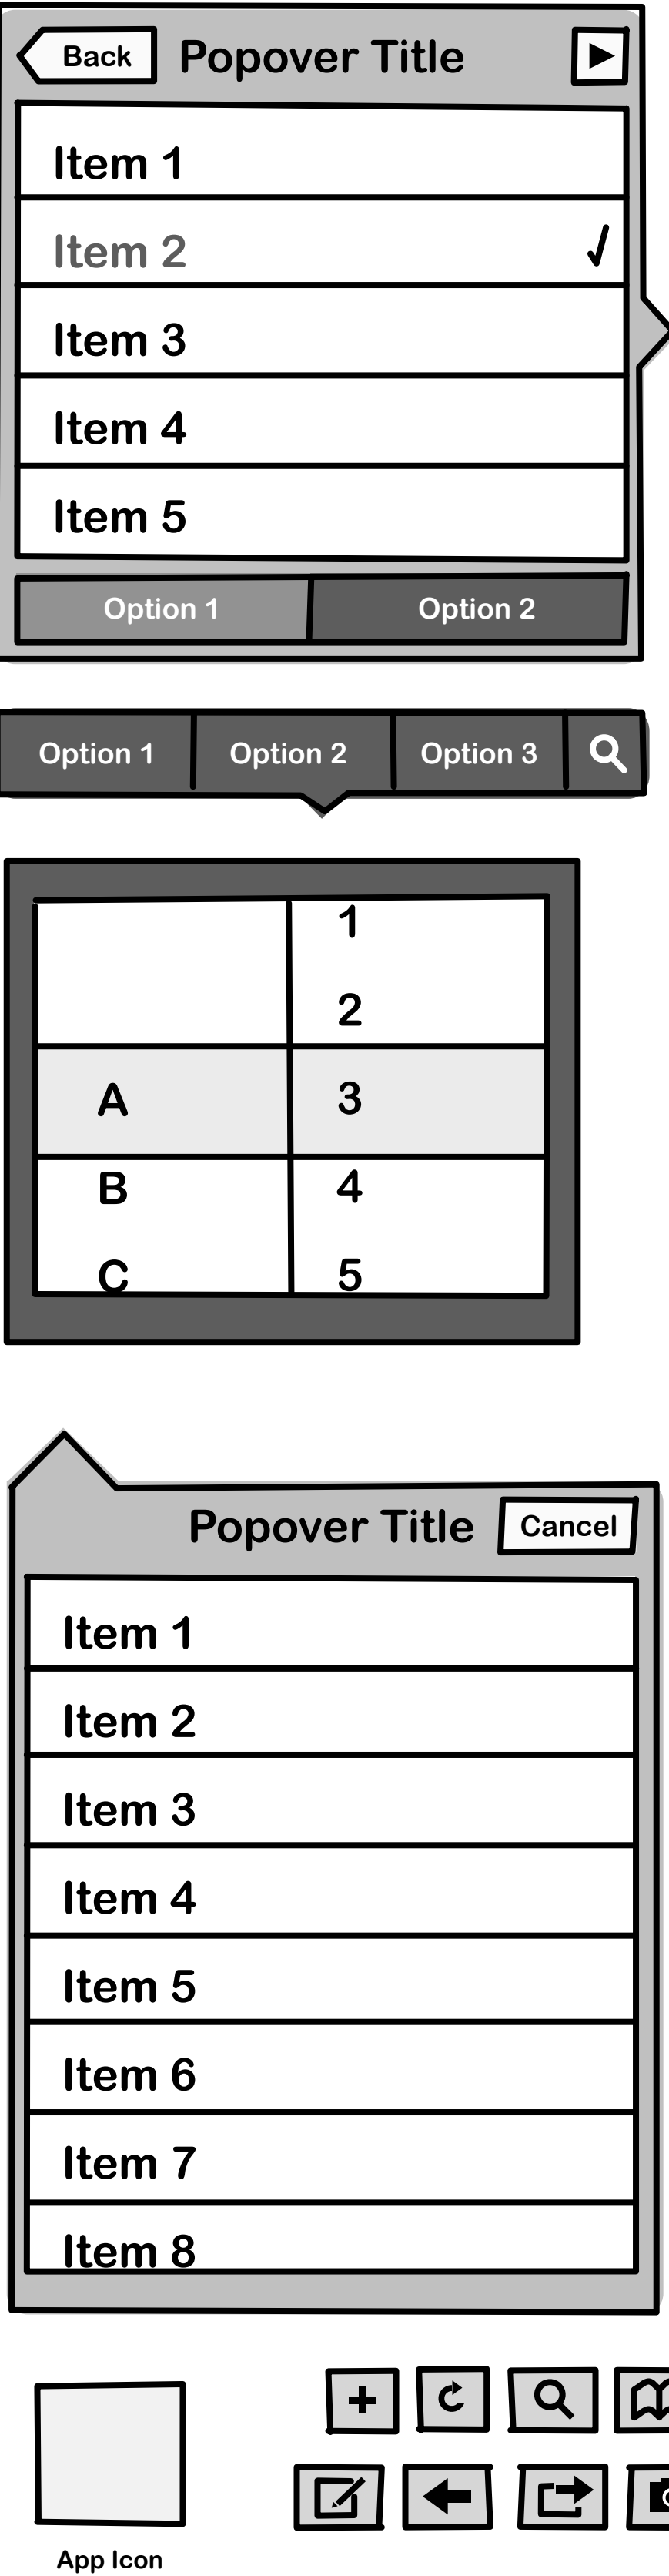 Back Popover Title
Item 1
Item 2
Item 3
Item 4
Item 5
Option 1 Option 2
Option 1 Option 2 Option 3
1
2
A 3
B 4
C 5
Popover Title Cancel
Item 1
Item 2
Item 3
Item 4
Item 5
Item 6
Item 7
Item 8
App Icon